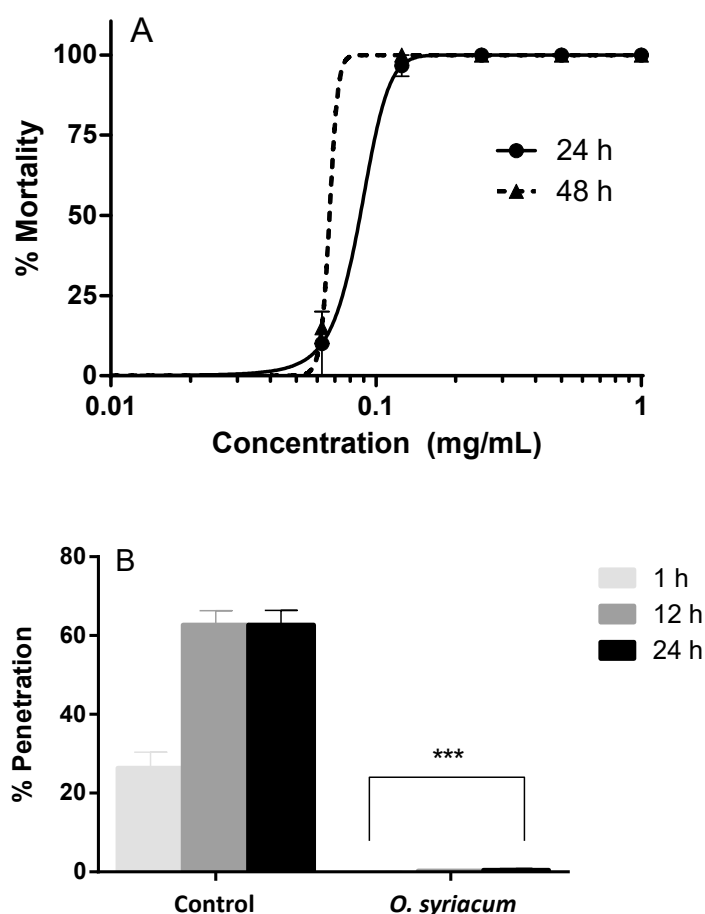 A
100
75
50
25
0
% Mortality
24 h
48 h
0.01
0.1
1
Concentration (mg/mL)
B
80
60
40
20
0
% Penetration
1 h
12 h
24 h
***
Control
O. syriacum